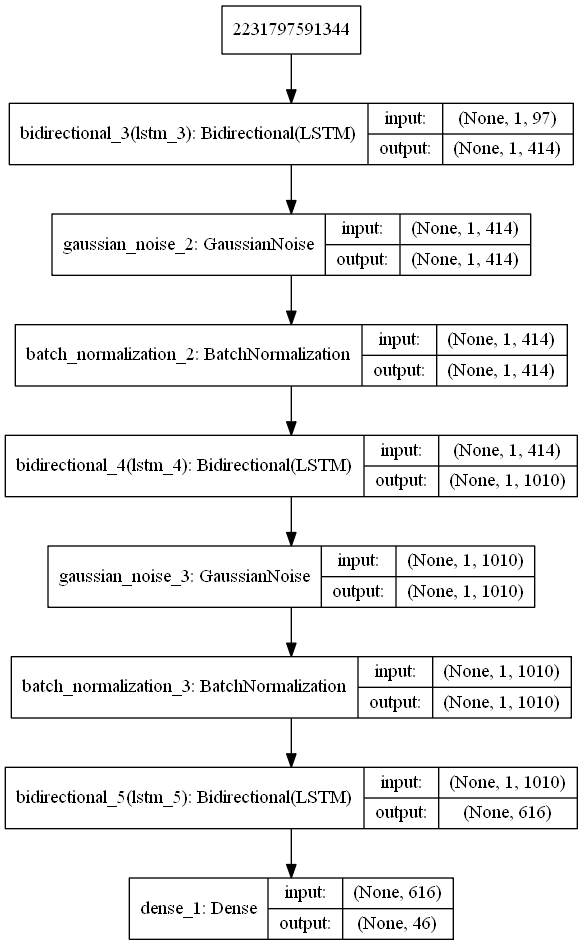 2231797591344
bidirectional_3(lstm_3): Bidirectional(LSTM)
input: (None, 1, 97)
output: (None, 1, 414)
gaussian_noise_2: GaussianNoise
input: (None, 1, 414)
output: (None, 1, 414)
batch_normalization_2: BatchNormalization
input: (None, 1, 414)
output: (None, 1, 414)
bidirectional_4(lstm_4): Bidirectional(LSTM)
input: (None, 1, 414)
output: (None, 1, 1010)
gaussian_noise_3: GaussianNoise
input: (None, 1, 1010)
output: (None, 1, 1010)
batch_normalization_3: BatchNormalization
input: (None, 1, 1010)
output: (None, 1, 1010)
bidirectional_5(lstm_5): Bidirectional(LSTM)
input: (None, 1, 1010)
output: (None, 616)
dense_1: Dense
input: (None, 616)
output: (None, 46)